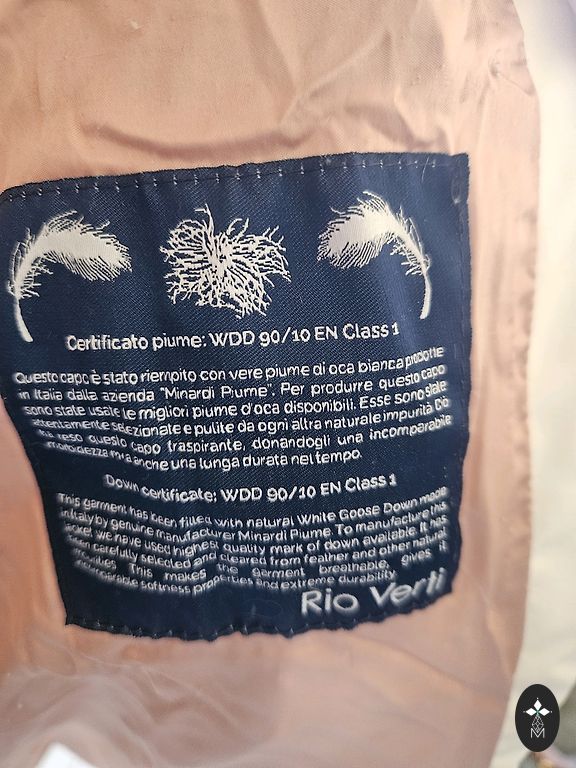 Certificato piume: WDD 90/10 EN Class 1
Questo capo è stato riempito con vere piume di oca bianca prodotte
in Italia dalla azienda "Minardi Piume". Per produrre questo capo
sono state usate le migliori piume d'oca disponibili. Esse sono state
attentamente selezionate e pulite da ogni altra naturale impurità. Ciò
ha reso questo capo traspirante, donandogli una incomparabile
morbidezza ma anche una lunga durata nel tempo.
Down certificate: WDD 90/10 EN Class 1
This garment has been filled with natural White Goose Down made
in Italy by genuine manufacturer Minardi Piume. To manufacture this
jacket we have used highest quality mark of down available. It has
been carefully selected and cleared from feather and other natural
impurities. This makes the garment breathable, gives it
incomparable softness properties and extreme durability.
Rio Verti
M